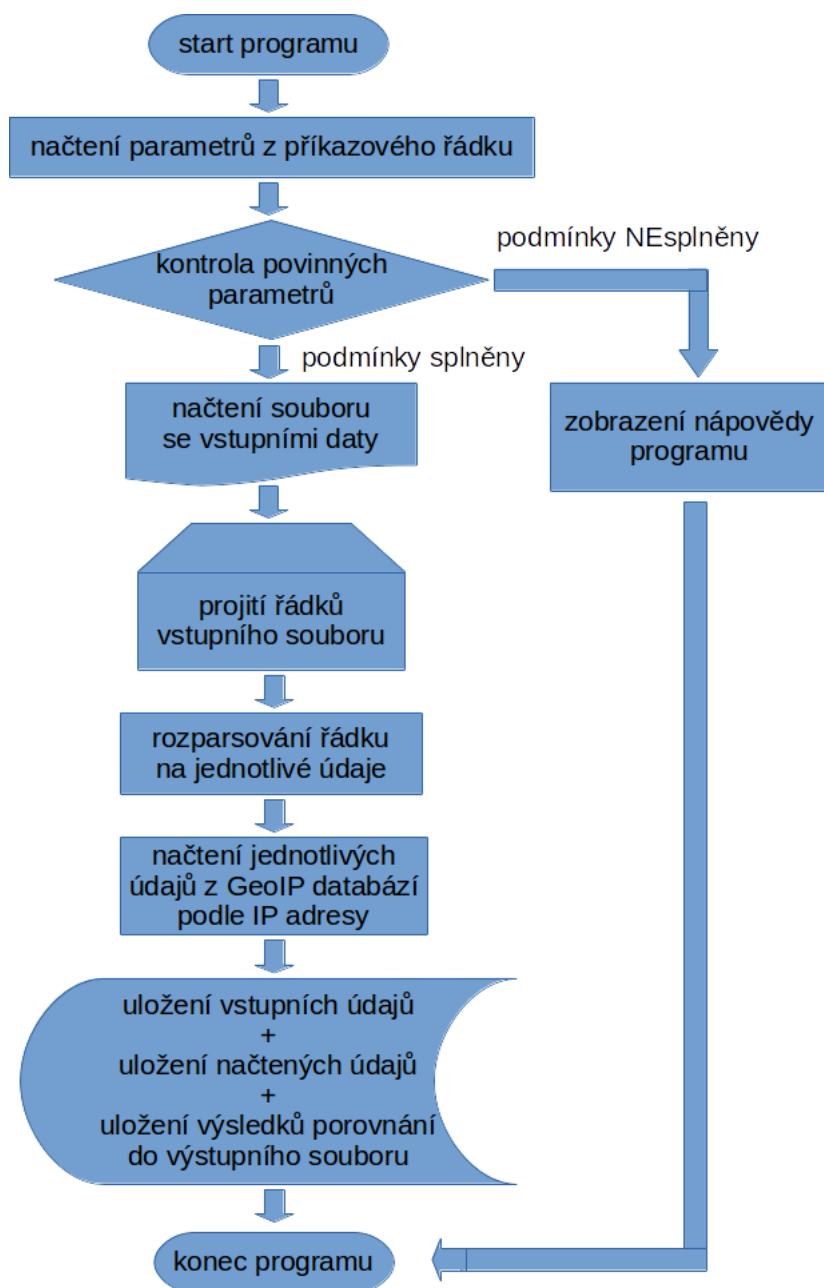 start programu
načtení parametrů z příkazového řádku
kontrola povinných
parametrů
podmínky NEsplněny
podmínky splněny
načtení souboru
se vstupními daty
zobrazení nápovědy
programu
projití řádků
vstupního souboru
rozparsování řádku
na jednotlivé údaje
načtení jednotlivých
údajů z GeoIP databází
podle IP adresy
uložení vstupních údajů
+
uložení načtených údajů
+
uložení výsledků porovnání
do výstupního souboru
konec programu